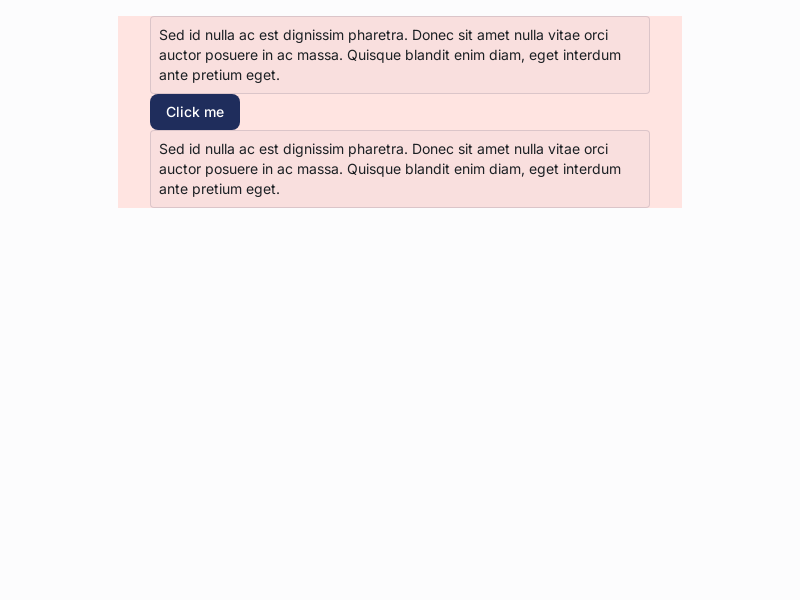 Sed id nulla ac est dignissim pharetra. Donec sit amet nulla vitae orci
auctor posuere in ac massa. Quisque blandit enim diam, eget interdum
ante pretium eget.
Click me
Sed id nulla ac est dignissim pharetra. Donec sit amet nulla vitae orci
auctor posuere in ac massa. Quisque blandit enim diam, eget interdum
ante pretium eget.